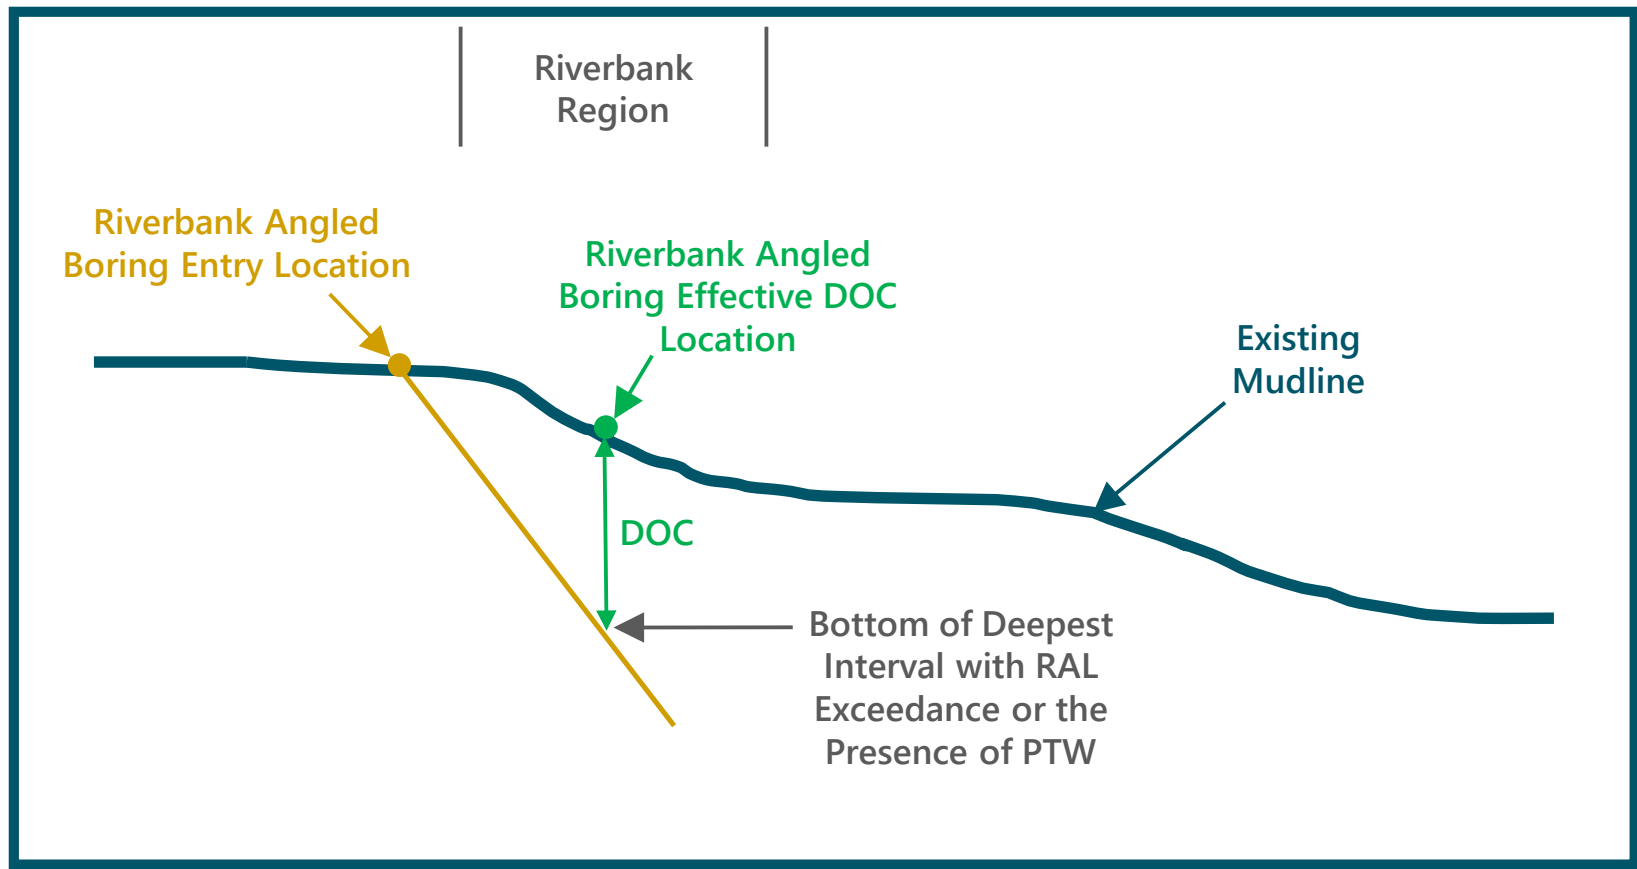 Riverbank
Region
Riverbank Angled
Boring Entry Location
Riverbank Angled
Boring Effective DOC
Location
Existing
Mudline
DOC
Bottom of Deepest
Interval with RAL
Exceedance or the
Presence of PTW